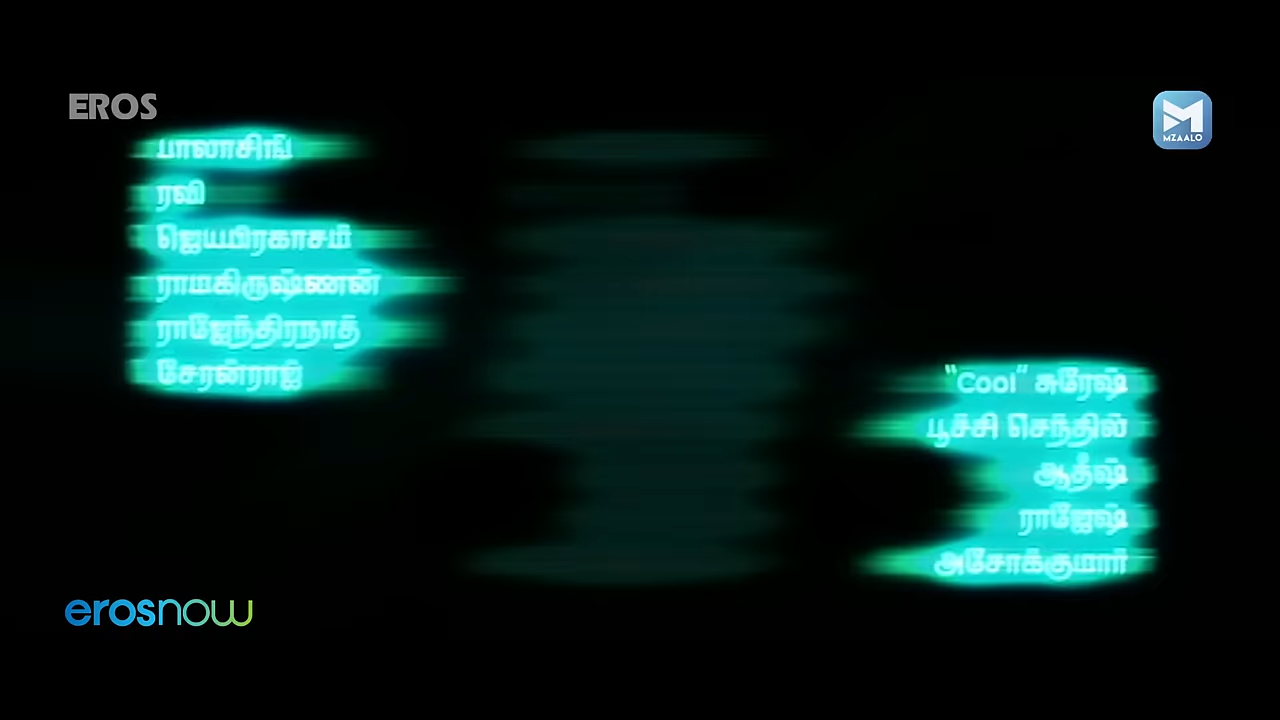 EROS
MZAALO
பாலாசிங்
ரவி
ஜெயபிரகாசம்
ராமகிருஷ்ணன்
ராஜேந்திரநாத்
சேரன்ராஜ்
"Cool" சுரேஷ்
பூச்சி செந்தில்
ஆதீஷ்
ராஜேஷ்
அசோக்குமார்
erosnow